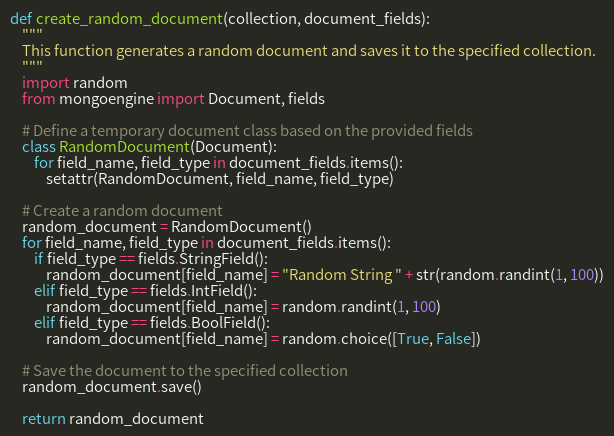 def create_random_document(collection, document_fields):
    """
    This function generates a random document and saves it to the specified collection.
    """
    import random
    from mongoengine import Document, fields

    # Define a temporary document class based on the provided fields
    class RandomDocument(Document):
        for field_name, field_type in document_fields.items():
            setattr(RandomDocument, field_name, field_type)

    # Create a random document
    random_document = RandomDocument()
    for field_name, field_type in document_fields.items():
        if field_type == fields.StringField():
            random_document[field_name] = "Random String " + str(random.randint(1, 100))
        elif field_type == fields.IntField():
            random_document[field_name] = random.randint(1, 100)
        elif field_type == fields.BoolField():
            random_document[field_name] = random.choice([True, False])

    # Save the document to the specified collection
    random_document.save()

    return random_document